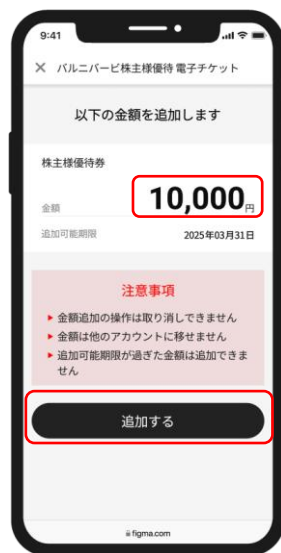 9:41
× バルニバービ株主様優待 電子チケット
以下の金額を追加します
株主様優待券
金額 10,000円
追加可能期限 2025年03月31日
注意事項
▶ 金額追加の操作は取り消しできません
▶ 金額は他のアカウントに移せません
▶ 追加可能期限が過ぎた金額は追加できま
せん
追加する
figma.com